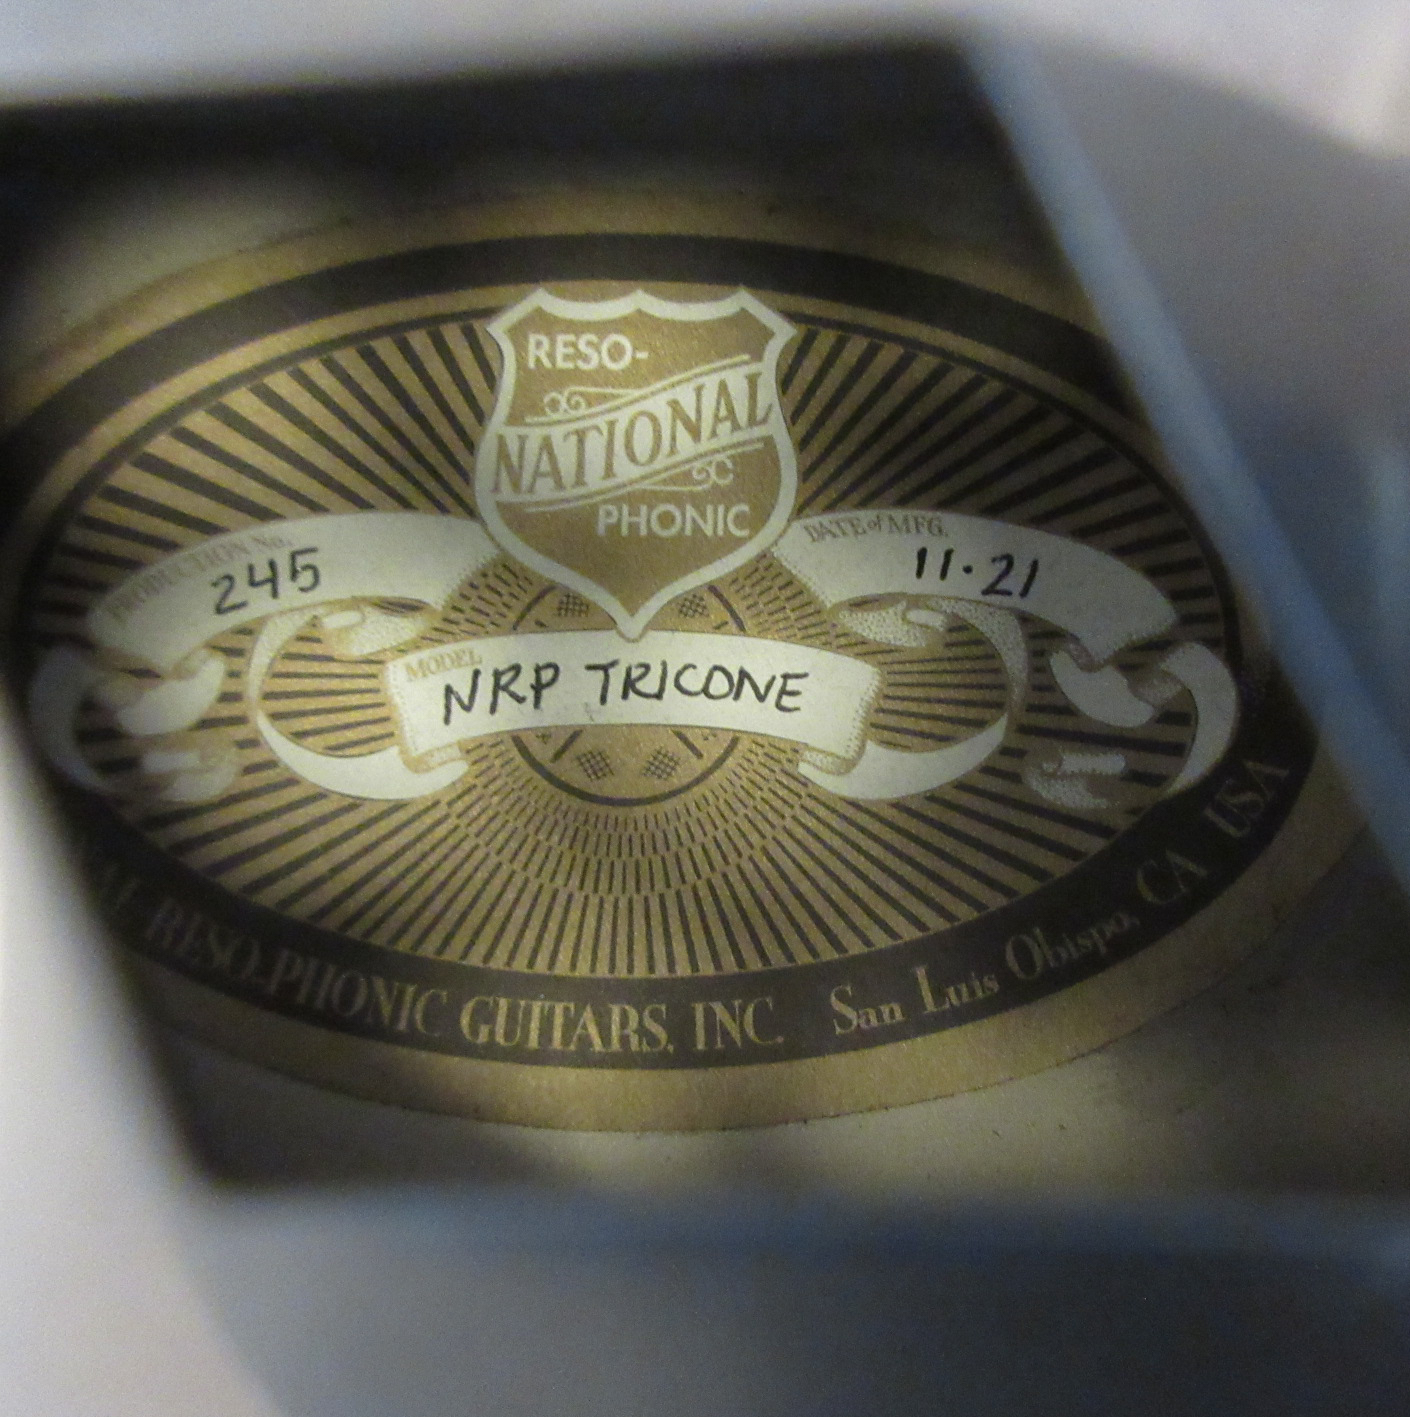 RESO-
NATIONAL
PHONIC
PRODUCTION No.
245
DATE of MFG.
11.21
MODEL
NRP TRICONE
RESO-PHONIC GUITARS, INC. San Luis Obispo, CA USA